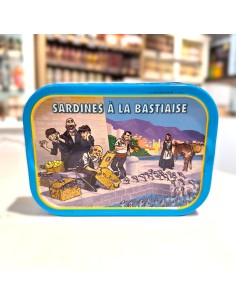 SARDINES À LA BASTIAISE